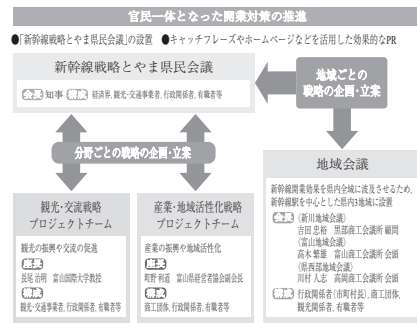 官民一体となった開業対策の推進
●「新幹線戦略とやま県民会議」の設置 ●キャッチフレーズやホームページなどを活用した効果的なPR
新幹線戦略とやま県民会議
会長 知事 構成 経済界、観光・交通事業者、行政関係者、有識者等
地域ごとの
戦略の企画・立案
分野ごとの戦略の企画・立案
観光・交流戦略
プロジェクトチーム
観光の振興や交流の促進
座長
長尾 治明 富山国際大学教授
構成
観光・交通事業者、行政関係者、有識者等
産業・地域活性化戦略
プロジェクトチーム
産業の振興や地域活性化
座長
町野 利道 富山県経営者協会副会長
構成
商工団体、行政関係者、有識者等
地域会議
新幹線開業効果を県内全域に波及させるため、
新幹線駅を中心とした県内3地域に設置
会長 〈新川地域会議〉
吉田 忠裕 黒部商工会議所 顧問
〈富山地域会議〉
高木 繁雄 富山商工会議所 会頭
〈県西部地域会議〉
川村 人志 高岡商工会議所 会頭
構成 行政関係者(市町村長)、商工団体、
観光関係者、有識者等